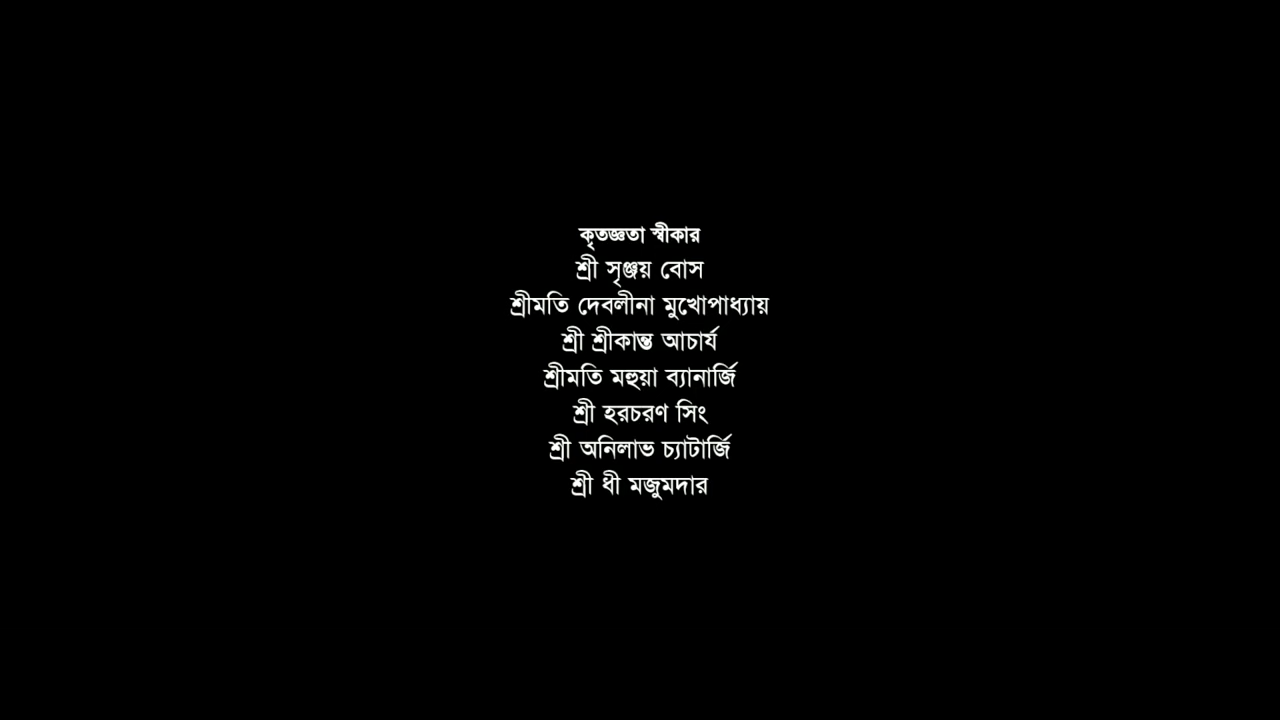 কৃতজ্ঞতা স্বীকার
শ্রী সৃঞ্জয় বোস
শ্রীমতি দেবলীনা মুখোপাধ্যায়
শ্রী শ্রীকান্ত আচার্য
শ্রীমতি মহুয়া ব্যানার্জি
শ্রী হরচরণ সিং
শ্রী অনিলাভ চ্যাটার্জি
শ্রী ধী মজুমদার